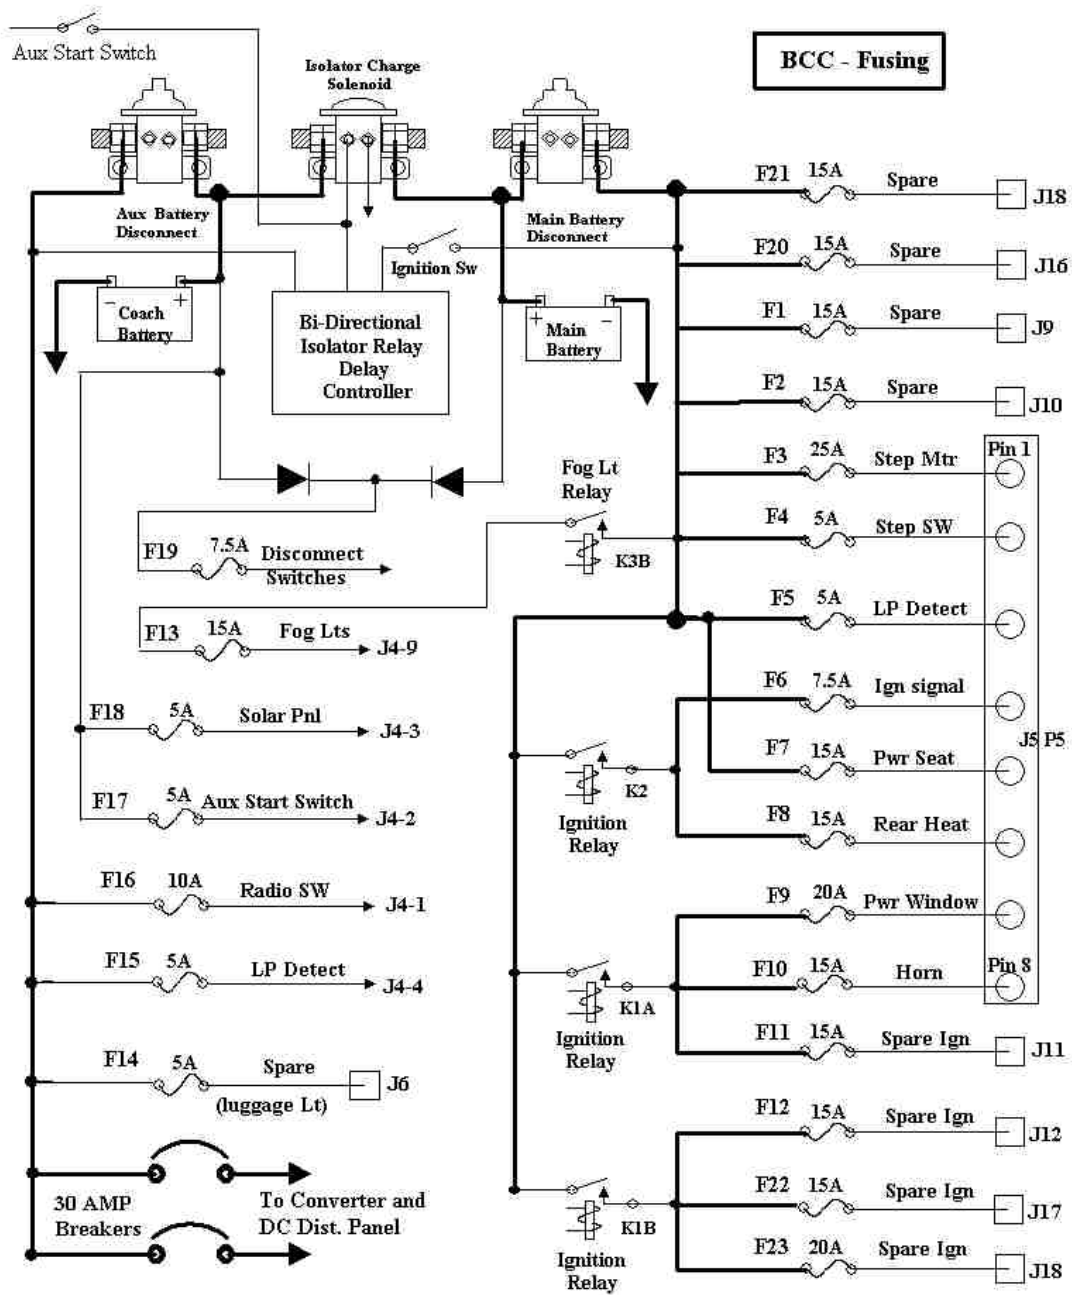 Aux Start Switch
Isolator Charge
Solenoid
BCC - Fusing
Aux Battery
Disconnect
Main Battery
Disconnect
Ignition Sw
- +
Coach
Battery
Bi-Directional
Isolator Relay
Delay
Controller
+ -
Main
Battery
F21 15A Spare J18
F20 15A Spare J16
F1 15A Spare J9
F2 15A Spare J10
Pin 1
F3 25A Step Mtr
F4 5A Step SW
F5 5A LP Detect
F6 7.5A Ign signal
J5 P5
F7 15A Pwr Seat
F8 15A Rear Heat
F9 20A Pwr Window
F10 15A Horn
Pin 8
F11 15A Spare Ign J11
F12 15A Spare Ign J12
F22 15A Spare Ign J17
F23 20A Spare Ign J18
Fog Lt
Relay
K3B
K2
Ignition
Relay
K1A
Ignition
Relay
K1B
Ignition
Relay
F19 7.5A Disconnect
Switches
F13 15A Fog Lts J4-9
F18 5A Solar Pnl J4-3
F17 5A Aux Start Switch J4-2
F16 10A Radio SW J4-1
F15 5A LP Detect J4-4
F14 5A Spare J6
(luggage Lt)
30 AMP
Breakers
To Converter and
DC Dist. Panel